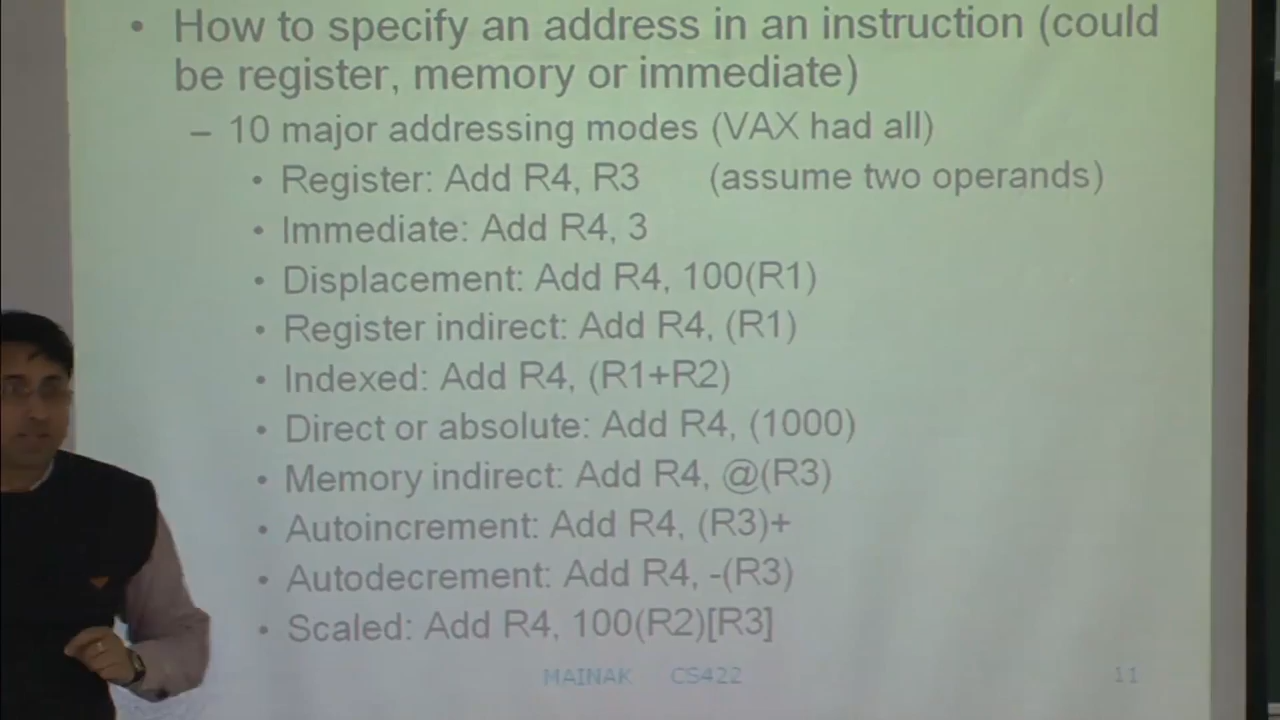 • How to specify an address in an instruction (could
be register, memory or immediate)
– 10 major addressing modes (VAX had all)
• Register: Add R4, R3 (assume two operands)
• Immediate: Add R4, 3
• Displacement: Add R4, 100(R1)
• Register indirect: Add R4, (R1)
• Indexed: Add R4, (R1+R2)
• Direct or absolute: Add R4, (1000)
• Memory indirect: Add R4, @(R3)
• Autoincrement: Add R4, (R3)+
• Autodecrement: Add R4, -(R3)
• Scaled: Add R4, 100(R2)[R3]
MAINAK CS422 11